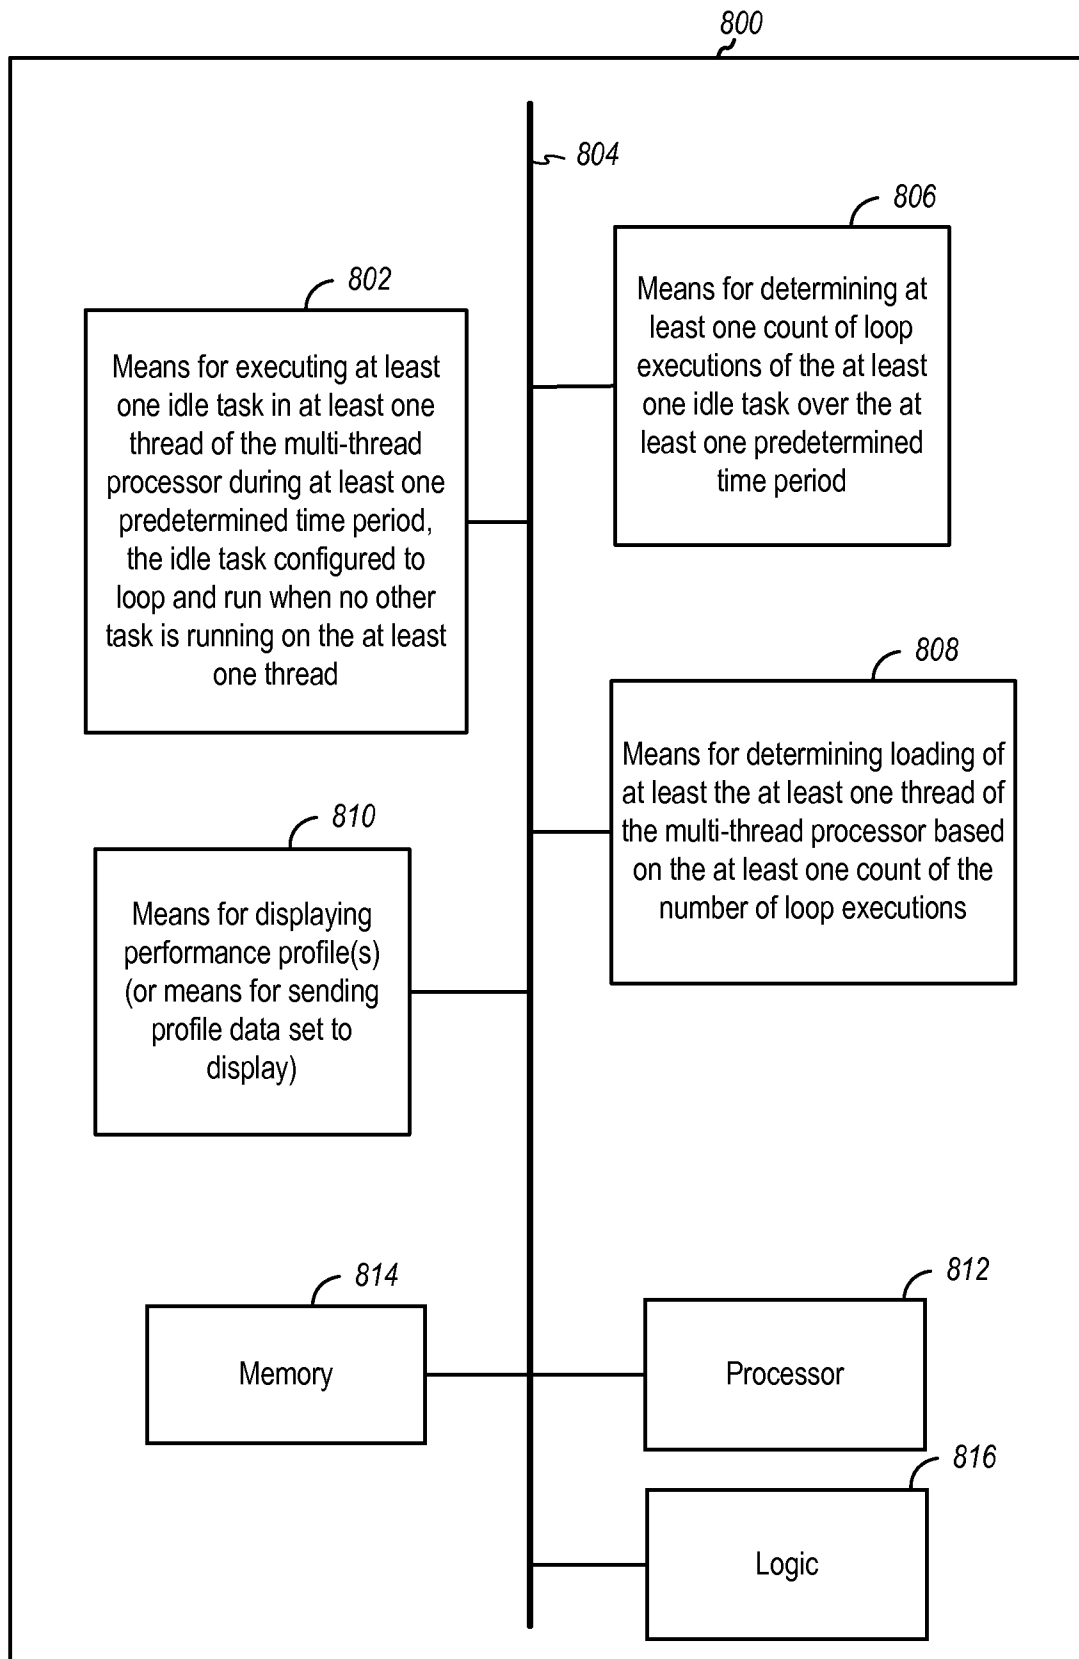 800
804
806
Means for determining at
least one count of loop
executions of the at least
one idle task over the at
least one predetermined
time period
802
Means for executing at least
one idle task in at least one
thread of the multi-thread
processor during at least one
predetermined time period,
the idle task configured to
loop and run when no other
task is running on the at least
one thread
808
Means for determining loading of
at least the at least one thread of
the multi-thread processor based
on the at least one count of the
number of loop executions
810
Means for displaying
performance profile(s)
(or means for sending
profile data set to
display)
814
Memory
812
Processor
816
Logic